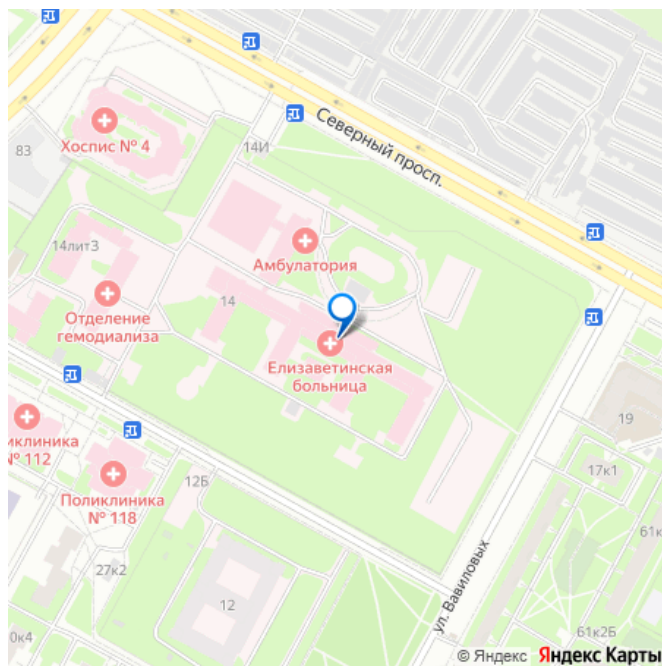 Северный просп.
Хоспис № 4
83
14И
14лит3
Амбулатория
14
Отделение
гемодиализа
Елизаветинская
больница
19
№ 112
17к1
Поликлиника
№ 118
12Б
61к
27к2
12
ул. Вавиловых
61к2Б
0к4
© Яндекс Яндекс Карты